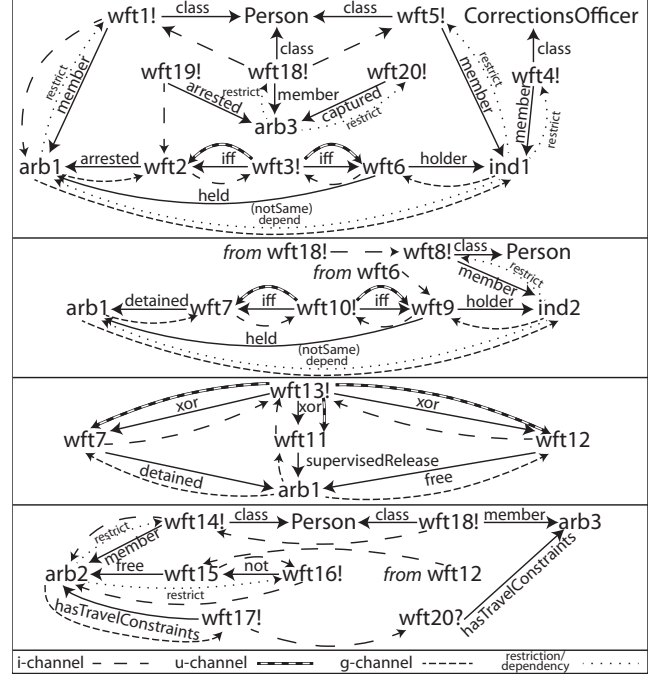 wft1! class Person class wft5! CorrectionsOfficer
restrict member class restrict member class
wft19! wft18! wft20! wft4!
arrested restrict member captured restrict member restrict
arb3
arb1 arrested wft2 iff wft3! iff wft6 holder ind1
held
(notSame)
depend
from wft18! wft8! class Person
from wft6 member restrict
arb1 detained wft7 iff wft10! iff wft9 holder ind2
held
(notSame)
depend
wft13!
xor xor xor
wft7 wft11 wft12
detained supervisedRelease free
arb1
restrict member wft14! class Person class wft18! member arb3
arb2 free wft15 not wft16! from wft12
restrict
hasTravelConstraints wft17! wft20? hasTravelConstraints
i-channel u-channel g-channel restriction/
dependency